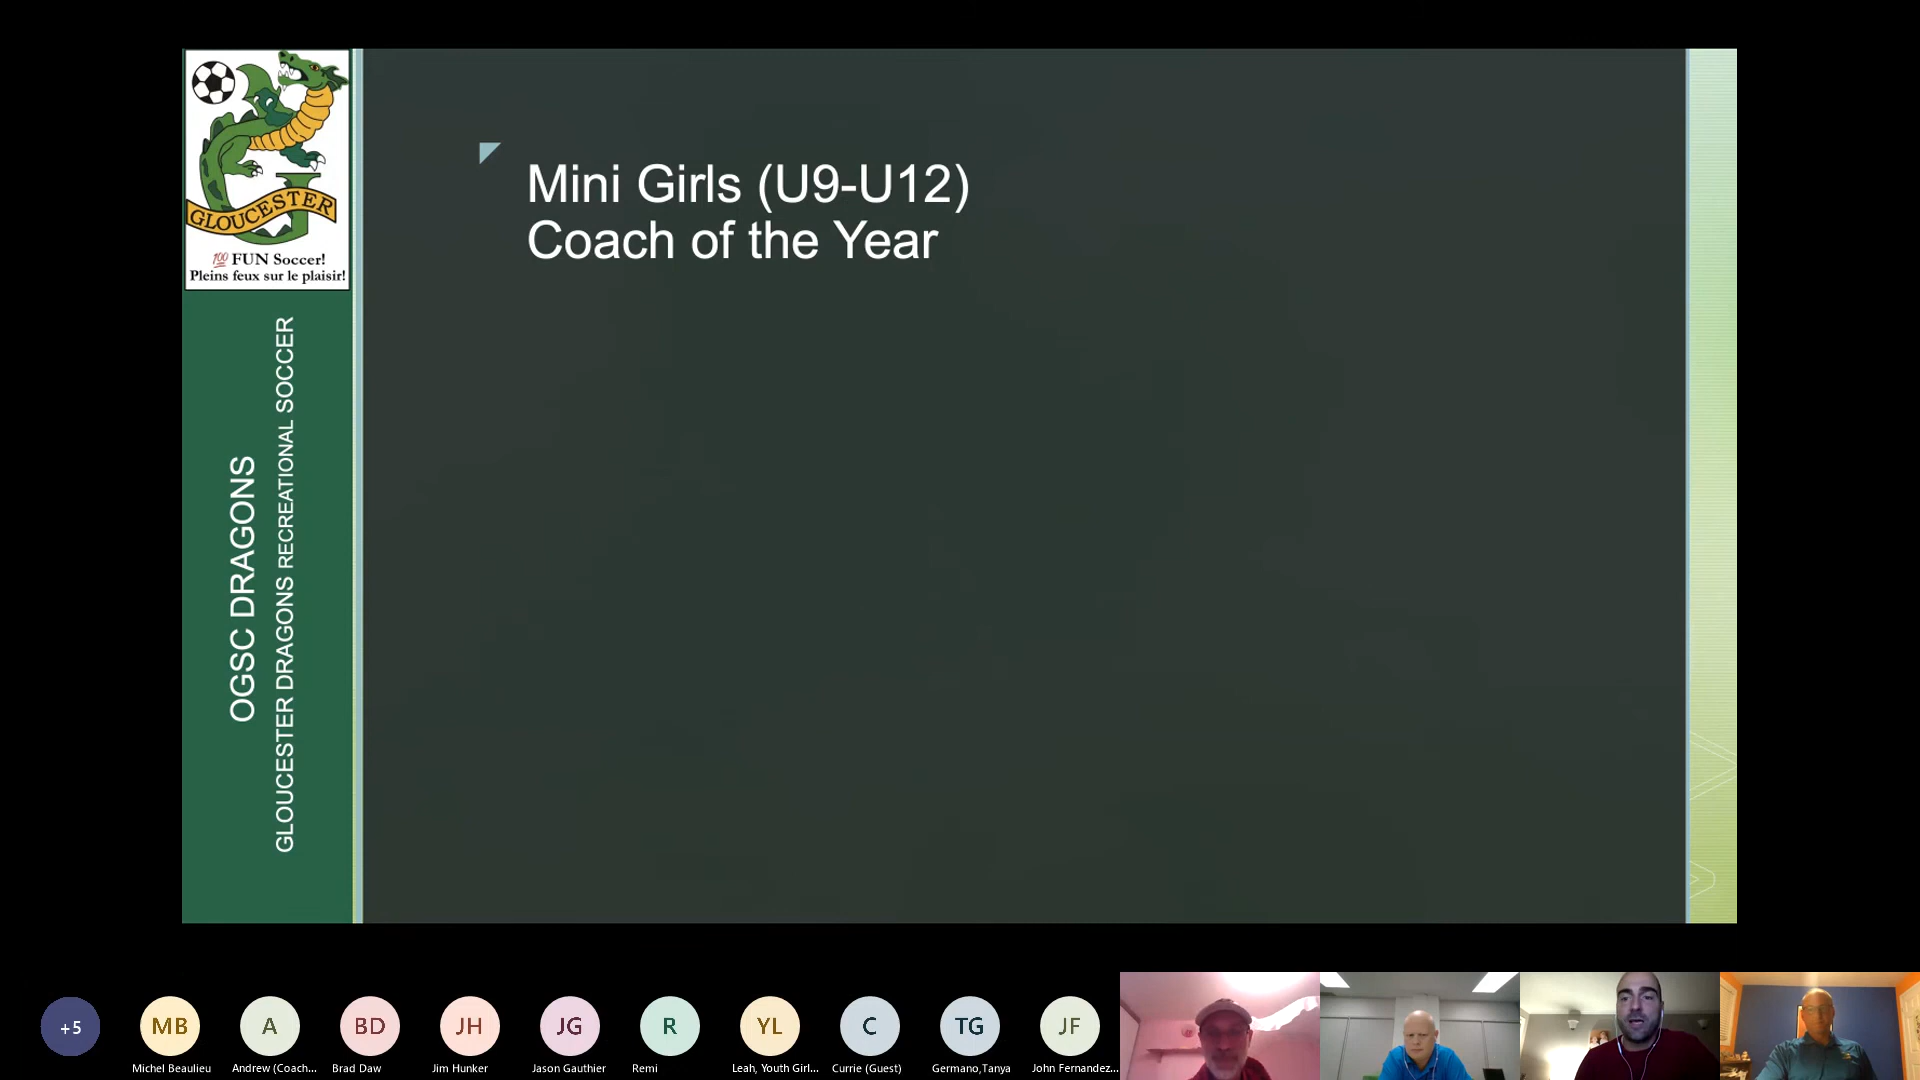 GLOUCESTER
💯 FUN Soccer!
Pleins feux sur le plaisir!
OGSC DRAGONS
GLOUCESTER DRAGONS RECREATIONAL SOCCER
Mini Girls (U9-U12)
Coach of the Year
+5
MB
A
BD
JH
JG
R
YL
C
TG
JF
Michel Beaulieu
Andrew (Coach...
Brad Daw
Jim Hunker
Jason Gauthier
Remi
Leah, Youth Girl...
Currie (Guest)
Germano,Tanya
John Fernandez...